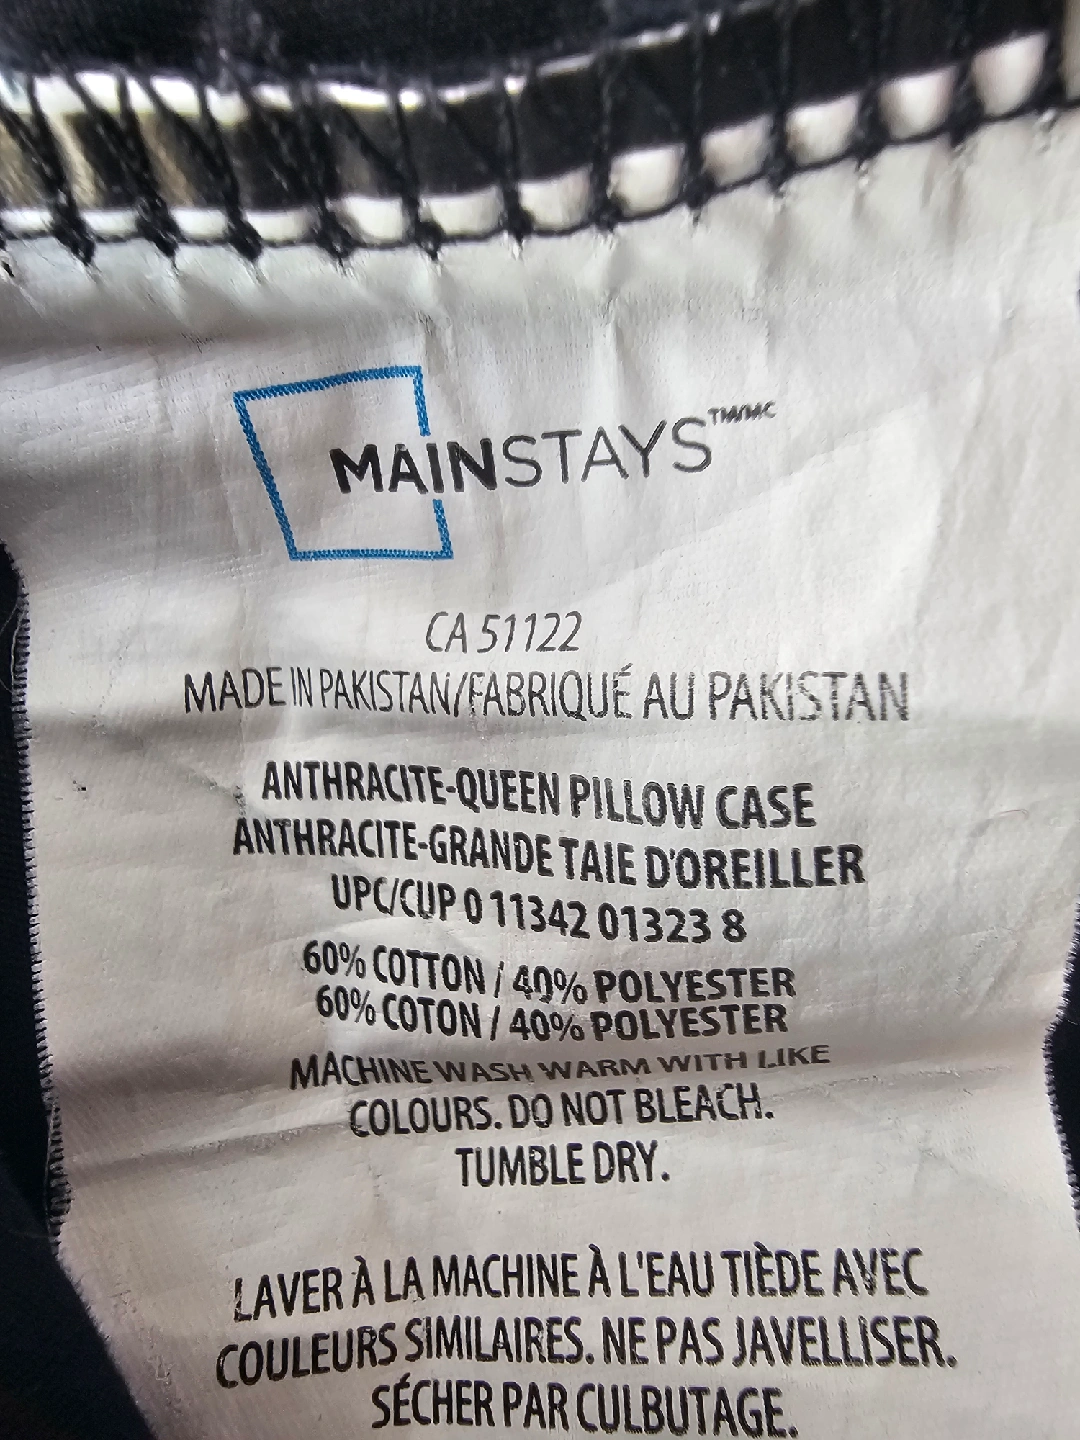 MAINSTAYS™/MC
CA 51122
MADE IN PAKISTAN/FABRIQUÉ AU PAKISTAN
ANTHRACITE-QUEEN PILLOW CASE
ANTHRACITE-GRANDE TAIE D'OREILLER
UPC/CUP 0 11342 01323 8
60% COTTON / 40% POLYESTER
60% COTON / 40% POLYESTER
MACHINE WASH WARM WITH LIKE
COLOURS. DO NOT BLEACH.
TUMBLE DRY.
LAVER À LA MACHINE À L'EAU TIÈDE AVEC
COULEURS SIMILAIRES. NE PAS JAVELLISER.
SÉCHER PAR CULBUTAGE.